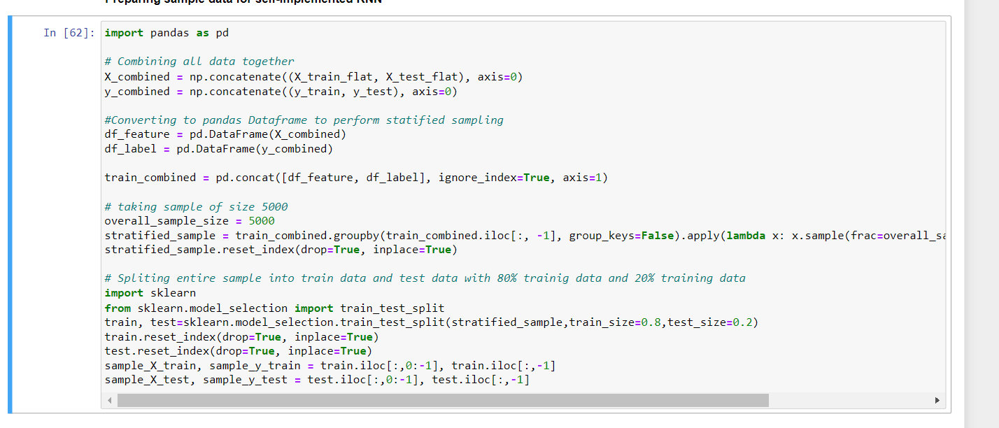 Preparing sample data for self-implemented KNN
In [62]:
import pandas as pd
# Combining all data together
X_combined = np.concatenate((X_train_flat, X_test_flat), axis=0)
y_combined = np.concatenate((y_train, y_test), axis=0)
#Converting to pandas Dataframe to perform statified sampling
df_feature = pd.DataFrame(X_combined)
df_label = pd.DataFrame(y_combined)
train_combined = pd.concat([df_feature, df_label], ignore_index=True, axis=1)
# taking sample of size 5000
overall_sample_size = 5000
stratified_sample = train_combined.groupby(train_combined.iloc[:, -1], group_keys=False).apply(lambda x: x.sample(frac=overall_sa
stratified_sample.reset_index(drop=True, inplace=True)
# Spliting entire sample into train data and test data with 80% trainig data and 20% training data
import sklearn
from sklearn.model_selection import train_test_split
train, test=sklearn.model_selection.train_test_split(stratified_sample,train_size=0.8,test_size=0.2)
train.reset_index(drop=True, inplace=True)
test.reset_index(drop=True, inplace=True)
sample_X_train, sample_y_train = train.iloc[:,0:-1], train.iloc[:,-1]
sample_X_test, sample_y_test = test.iloc[:,0:-1], test.iloc[:,-1]